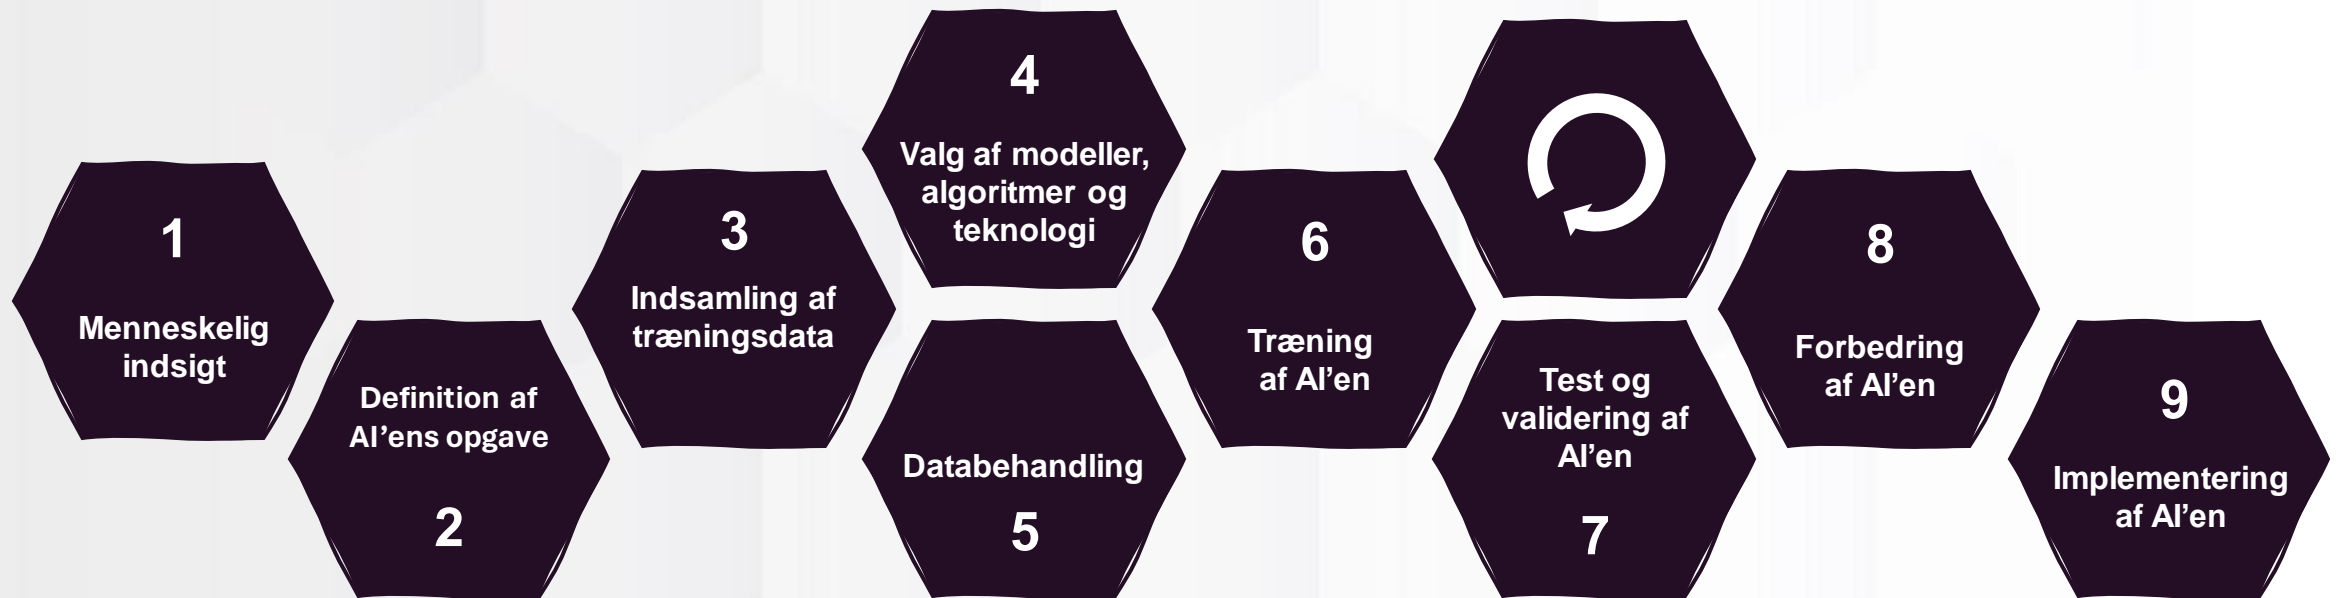 1
Menneskelig
indsigt
Definition af
AI’ens opgave
2
3
Indsamling af
træningsdata
4
Valg af modeller,
algoritmer og
teknologi
Databehandling
5
6
Træning
af AI’en
Test og
validering af
AI’en
7
8
Forbedring
af AI’en
9
Implementering
af AI’en